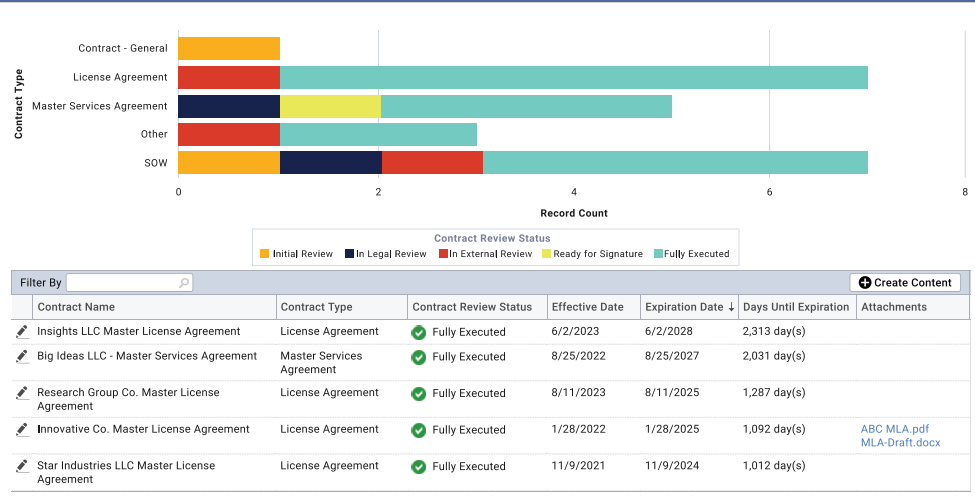 Contract Type
Contract - General
License Agreement
Master Services Agreement
Other
SOW
0 2 4 6 8
Record Count
Contract Review Status
Initial Review In Legal Review In External Review Ready for Signature Fully Executed
Filter By Create Content
Contract Name Contract Type Contract Review Status Effective Date Expiration Date ↓ Days Until Expiration Attachments
Insights LLC Master License Agreement License Agreement Fully Executed 6/2/2023 6/2/2028 2,313 day(s)
Big Ideas LLC - Master Services Agreement Master Services Fully Executed 8/25/2022 8/25/2027 2,031 day(s)
Agreement
Research Group Co. Master License License Agreement Fully Executed 8/11/2023 8/11/2025 1,287 day(s)
Agreement
Innovative Co. Master License Agreement License Agreement Fully Executed 1/28/2022 1/28/2025 1,092 day(s) ABC MLA.pdf
MLA-Draft.docx
Star Industries LLC Master License License Agreement Fully Executed 11/9/2021 11/9/2024 1,012 day(s)
Agreement